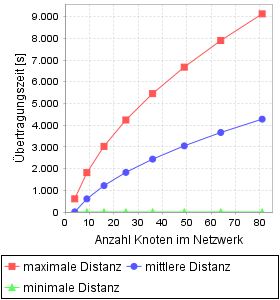 9.000
8.000
7.000
6.000
5.000
4.000
3.000
2.000
1.000
0
Übertragungszeit [s]
0 10 20 30 40 50 60 70 80
Anzahl Knoten im Netzwerk
maximale Distanz mittlere Distanz
minimale Distanz